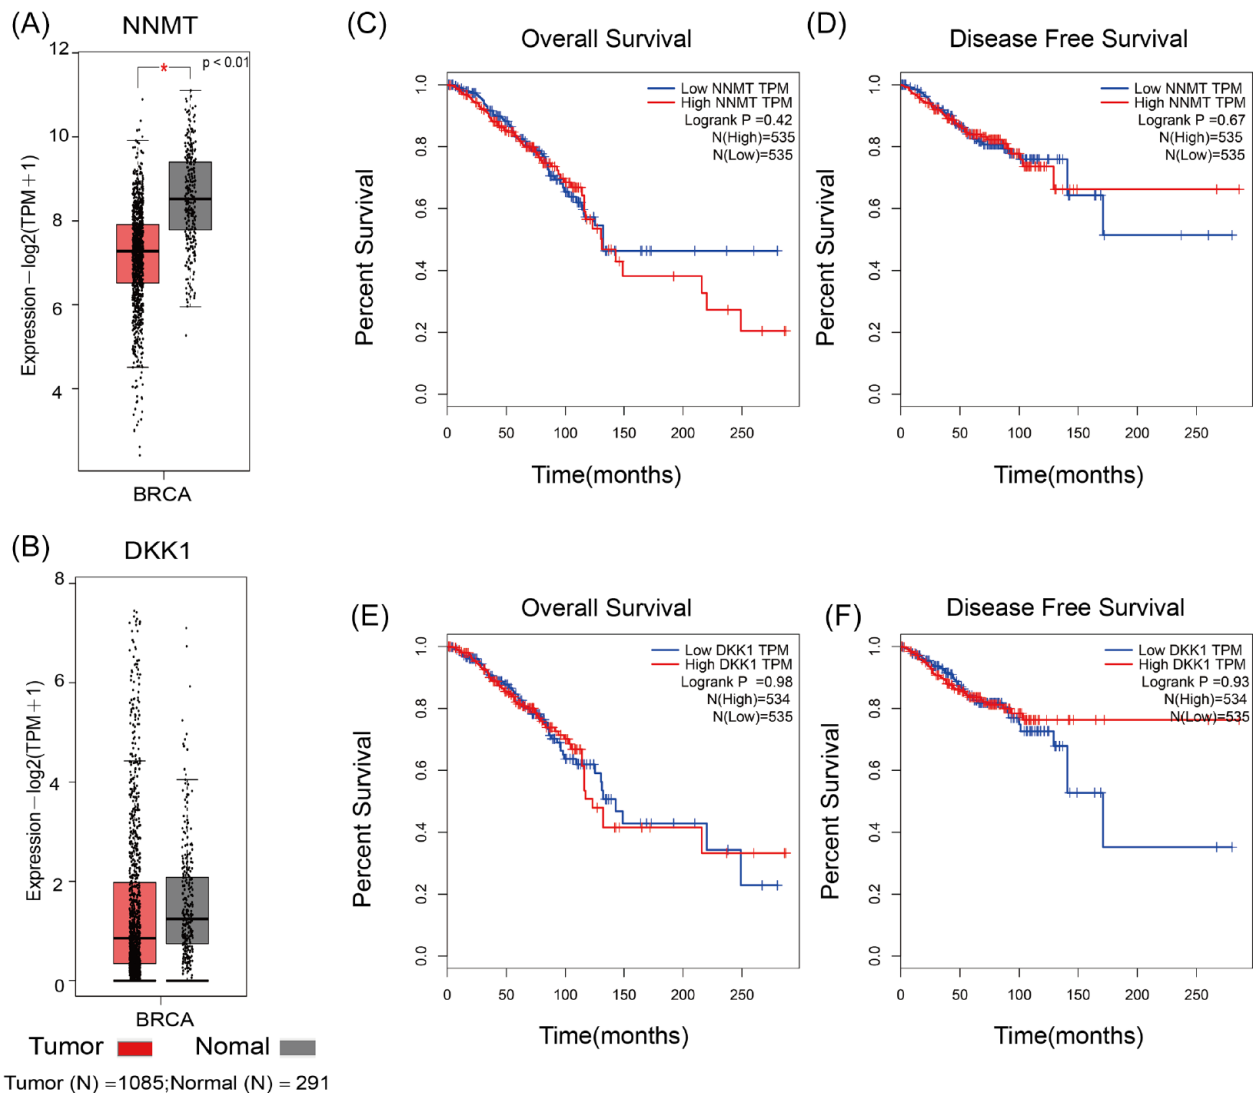 (A)
NNMT
p < 0.01
*
12
10
8
6
4
Expression－log2(TPM＋1)
BRCA
(C)
Overall Survival
Low NNMT TPM
High NNMT TPM
Logrank P =0.42
N(High)=535
N(Low)=535
1.0
0.8
0.6
0.4
0.2
0.0
Percent Survival
0 50 100 150 200 250
Time(months)
(D)
Disease Free Survival
Low NNMT TPM
High NNMT TPM
Logrank P =0.67
N(High)=535
N(Low)=535
1.0
0.8
0.6
0.4
0.2
0.0
Percent Survival
0 50 100 150 200 250
Time(months)
(B)
DKK1
8
6
4
2
0
Expression－log2(TPM＋1)
BRCA
Tumor Nomal
Tumor (N) =1085;Normal (N) = 291
(E)
Overall Survival
Low DKK1 TPM
High DKK1 TPM
Logrank P =0.98
N(High)=534
N(Low)=535
1.0
0.8
0.6
0.4
0.2
0.0
Percent Survival
0 50 100 150 200 250
Time(months)
(F)
Disease Free Survival
Low DKK1 TPM
High DKK1 TPM
Logrank P =0.93
N(High)=534
N(Low)=535
1.0
0.8
0.6
0.4
0.2
0.0
Percent Survival
0 50 100 150 200 250
Time(months)